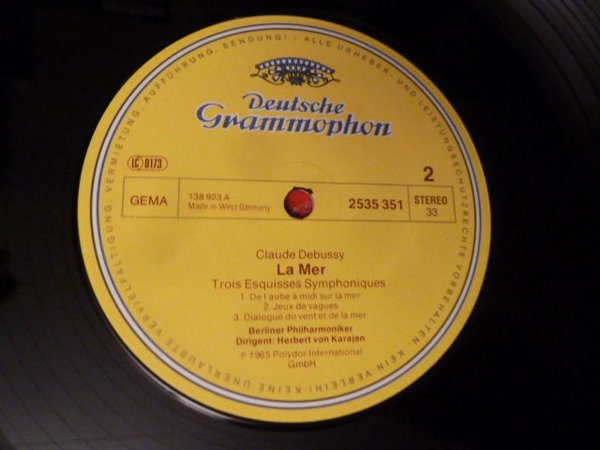 KEINE UNERLAUBTE VERVIELFÄLTIGUNG, VERMIETUNG, AUFFÜHRUNG, SENDUNG! - ALLE URHEBER- UND LEISTUNGSSCHUTZRECHTE VORBEHALTEN - KEIN VERLEIH!
Deutsche
Grammophon
LC 0173
2
GEMA
138 923 A
Made in West Germany
2535 351
STEREO
33
Claude Debussy
La Mer
Trois Esquisses Symphoniques
1. De l'aube à midi sur la mer
2. Jeux de vagues
3. Dialogue du vent et de la mer
Berliner Philharmoniker
Dirigent: Herbert von Karajan
℗ 1965 Polydor International
GmbH